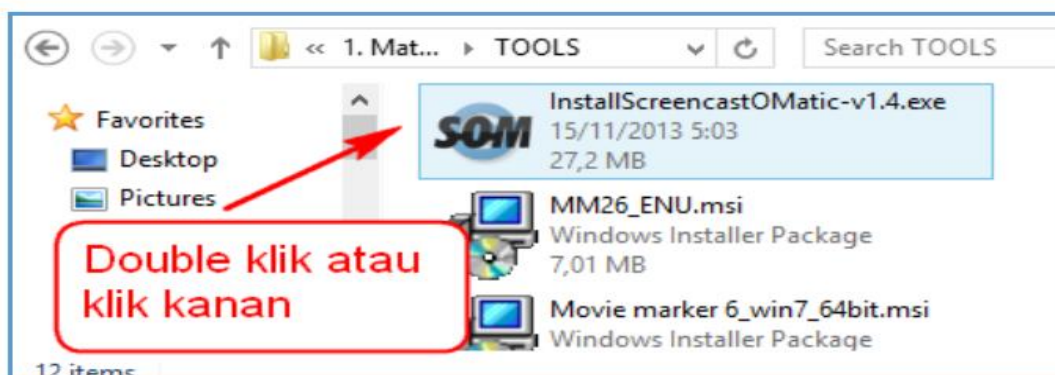 « 1. Mat... TOOLS Search TOOLS
Favorites
Desktop
Pictures
SOM
InstallScreencastOMatic-v1.4.exe
15/11/2013 5:03
27,2 MB
MM26_ENU.msi
Windows Installer Package
7,01 MB
Movie marker 6_win7_64bit.msi
Windows Installer Package
Double klik atau
klik kanan
12 items